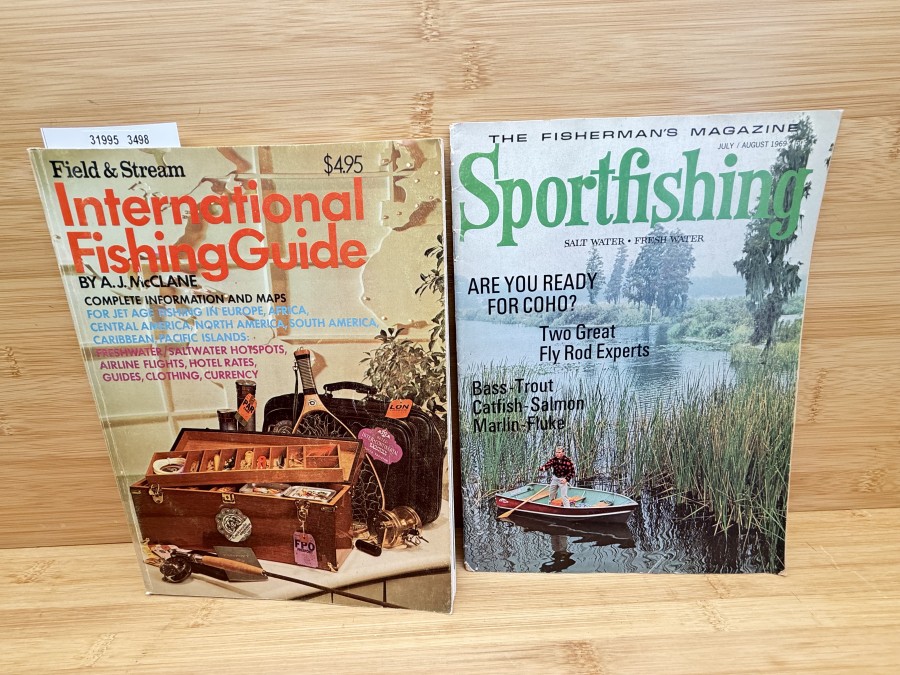 31995 3498
Field & Stream
$4.95
International
Fishing Guide
BY A.J. McCLANE
COMPLETE INFORMATION AND MAPS
FOR JET AGE FISHING IN EUROPE, AFRICA,
CENTRAL AMERICA, NORTH AMERICA, SOUTH AMERICA,
CARIBBEAN, PACIFIC ISLANDS:
FRESHWATER/SALTWATER HOTSPOTS,
AIRLINE FLIGHTS, HOTEL RATES,
GUIDES, CLOTHING, CURRENCY
LON
FPO
THE FISHERMAN'S MAGAZINE
JULY / AUGUST 1969
Sportfishing
SALT WATER • FRESH WATER
ARE YOU READY
FOR COHO?
Two Great
Fly Rod Experts
Bass-Trout
Catfish-Salmon
Marlin-Fluke